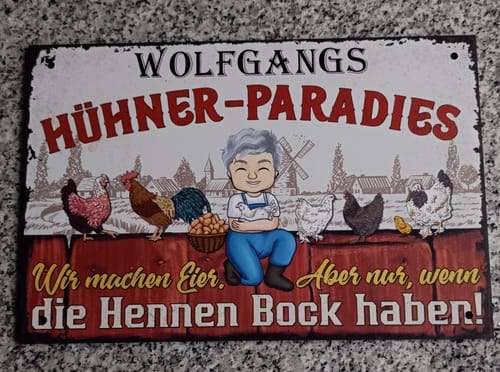 WOLFGANGS
HÜHNER-PARADIES
Wir machen Eier. Aber nur, wenn
die Hennen Bock haben!